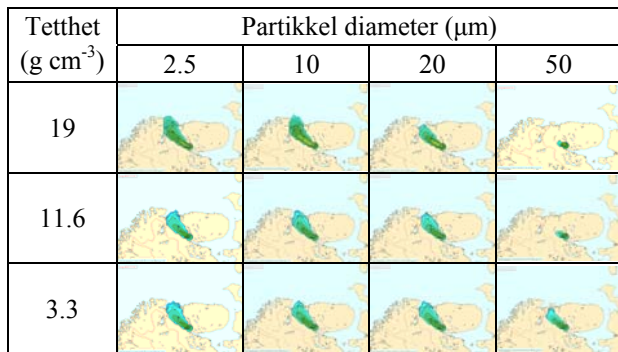 Tetthet
(g cm⁻³)
Partikkel diameter (μm)
2.5 10 20 50
19
11.6
3.3